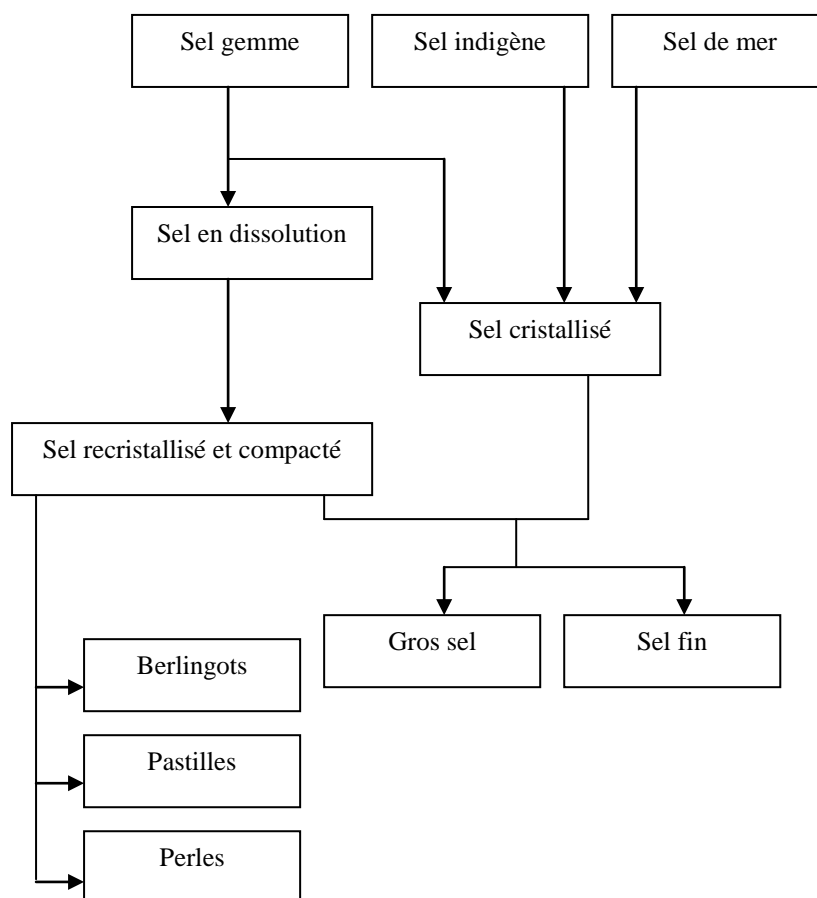 Sel gemme
Sel indigène
Sel de mer
Sel en dissolution
Sel cristallisé
Sel recristallisé et compacté
Gros sel
Sel fin
Berlingots
Pastilles
Perles